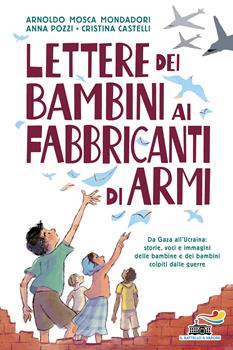 ARNOLDO MOSCA MONDADORI
ANNA POZZI • CRISTINA CASTELLI
LETTERE DEI
BAMBINI AI
FABBRICANTI
DI ARMI
Da Gaza all'Ucraina:
storie, voci e immagini
delle bambine e dei bambini
colpiti dalle guerre
IL BATTELLO A VAPORE